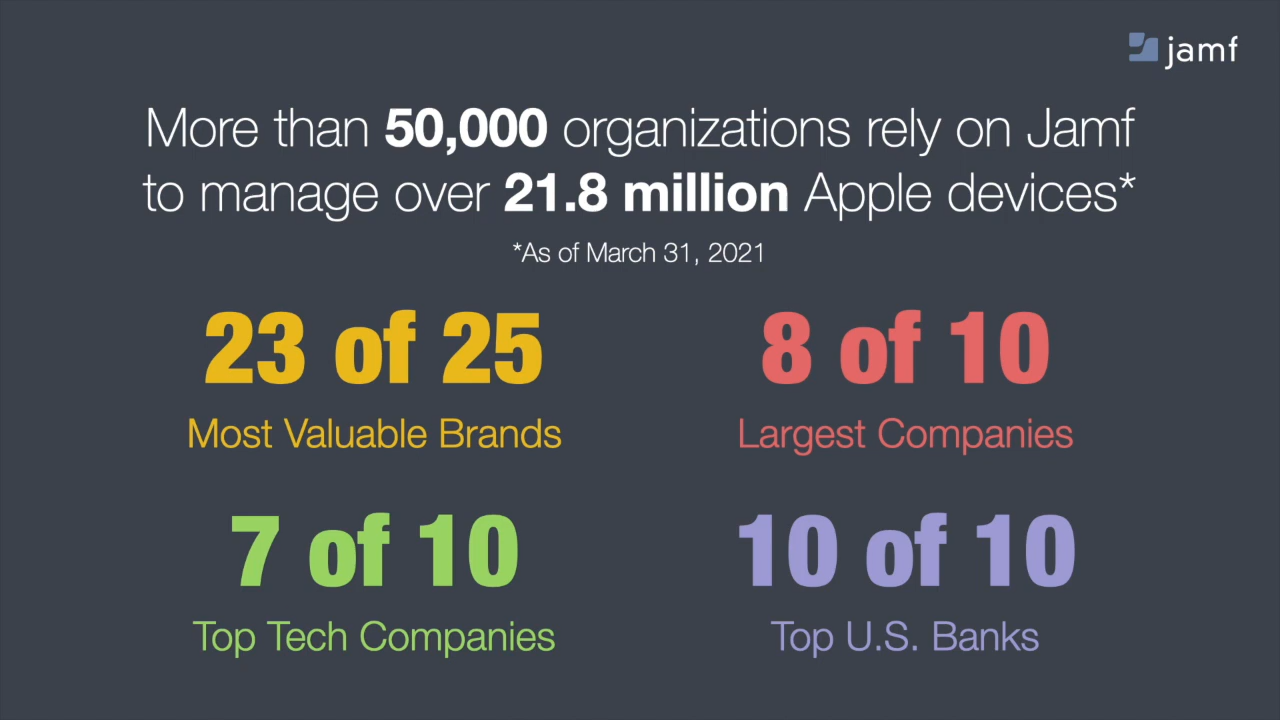 jamf
More than 50,000 organizations rely on Jamf
to manage over 21.8 million Apple devices*
*As of March 31, 2021
23 of 25
Most Valuable Brands
8 of 10
Largest Companies
7 of 10
Top Tech Companies
10 of 10
Top U.S. Banks